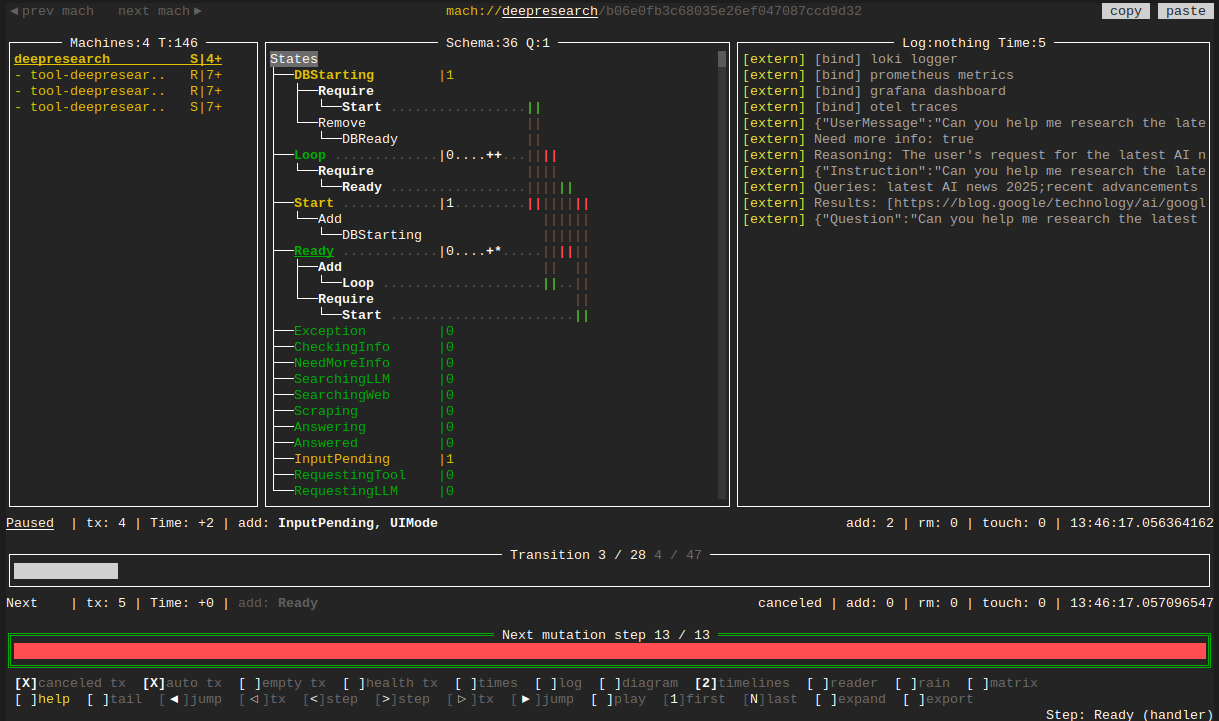 ◀prev mach   next mach▶   mach://deepresearch/b06e0fb3c68035e26ef047087ccd9d32   copy   paste
Machines:4 T:146
deepresearch S|4+
- tool-deepresear.. R|7+
- tool-deepresear.. R|7+
- tool-deepresear.. S|7+
Schema:36 Q:1
States
DBStarting |1
Require
Start .................||
Remove ||
DBReady ||
Loop .............|0....++...||||
Require ||||
Ready .................||||||
Start ............|1.........||||||||
Add ||||||
DBStarting ||||||
Ready ............|0....+*.....||||||
Add || ||
Loop ....................||..||
Require ||
Start .......................||
Exception |0
CheckingInfo |0
NeedMoreInfo |0
SearchingLLM |0
SearchingWeb |0
Scraping |0
Answering |0
Answered |0
InputPending |1
RequestingTool |0
RequestingLLM |0
Log:nothing Time:5
[extern] [bind] loki logger
[extern] [bind] prometheus metrics
[extern] [bind] grafana dashboard
[extern] [bind] otel traces
[extern] {"UserMessage":"Can you help me research the late
[extern] Need more info: true
[extern] Reasoning: The user's request for the latest AI n
[extern] {"Instruction":"Can you help me research the late
[extern] Queries: latest AI news 2025;recent advancements
[extern] Results: [https://blog.google/technology/ai/googl
[extern] {"Question":"Can you help me research the latest
Paused | tx: 4 | Time: +2 | add: InputPending, UIMode   add: 2 | rm: 0 | touch: 0 | 13:46:17.056364162
Transition 3 / 28 4 / 47
Next | tx: 5 | Time: +0 | add: Ready   canceled | add: 0 | rm: 0 | touch: 0 | 13:46:17.057096547
Next mutation step 13 / 13
[X]canceled tx [X]auto tx [ ]empty tx [ ]health tx [ ]times [ ]log [ ]diagram [2]timelines [ ]reader [ ]rain [ ]matrix
[ ]help [ ]tail [◀]jump [◁]tx [<]step [>]step [▷]tx [▶]jump [ ]play [1]first [N]last [ ]expand [ ]export
Step: Ready (handler)